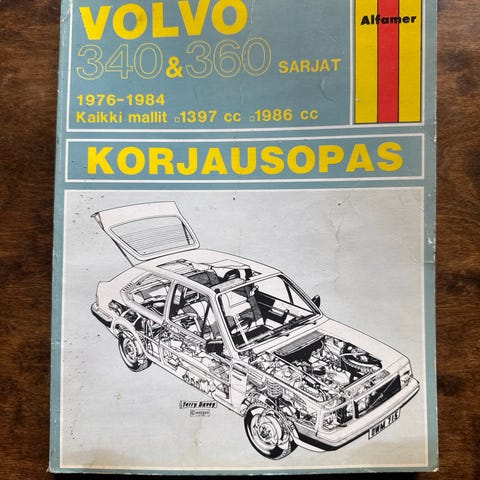 VOLVO
Alfamer
340 & 360 SARJAT
1976-1984
Kaikki mallit □1397 cc □1986 cc
KORJAUSOPAS
Terry Davey